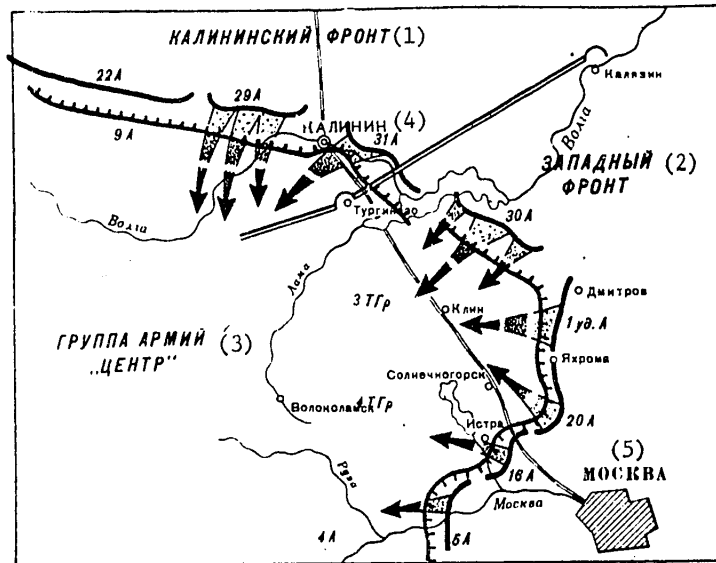 КАЛИНИНСКИЙ ФРОНТ (1)
Калязин
22А
29А
9А
КАЛИНИН (4)
31А
Волга
ЗАПАДНЫЙ (2)
ФРОНТ
Тургиново
30А
Волга
Лама
Дмитров
3 ТГр
Клин
1 уд. А
ГРУППА АРМИЙ (3)
„ЦЕНТР"
Яхрома
Солнечногорск
4 ТГр
Волоколамск
20А
Истра
(5)
МОСКВА
16А
Руза
Москва
4А
5А